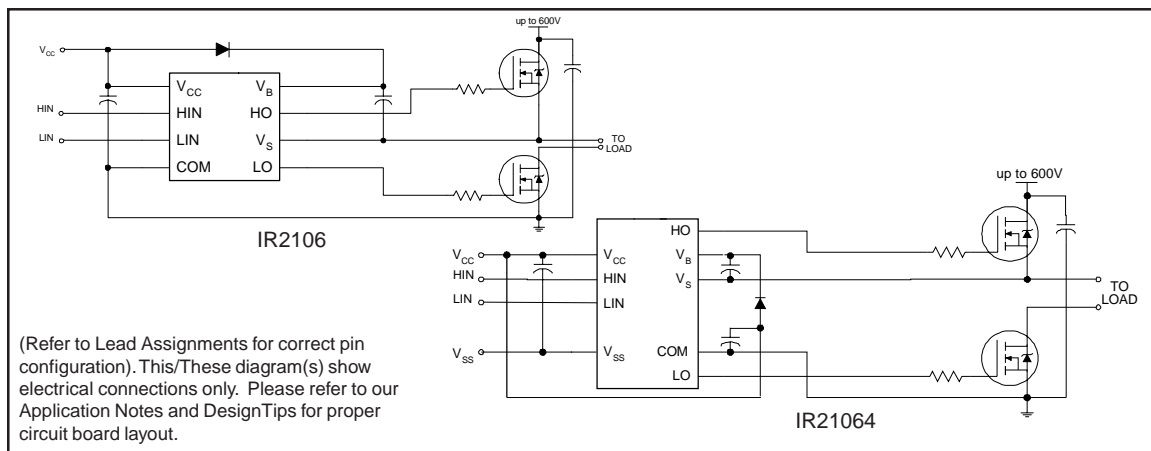 up to 600V
VCC
VCC
VB
HIN
HIN
HO
LIN
LIN
VS
TO
LOAD
COM
LO
IR2106
up to 600V
HO
VCC
VCC
VB
HIN
HIN
VS
LIN
LIN
TO
LOAD
VSS
VSS
COM
LO
IR21064
(Refer to Lead Assignments for correct pin
configuration). This/These diagram(s) show
electrical connections only. Please refer to our
Application Notes and DesignTips for proper
circuit board layout.